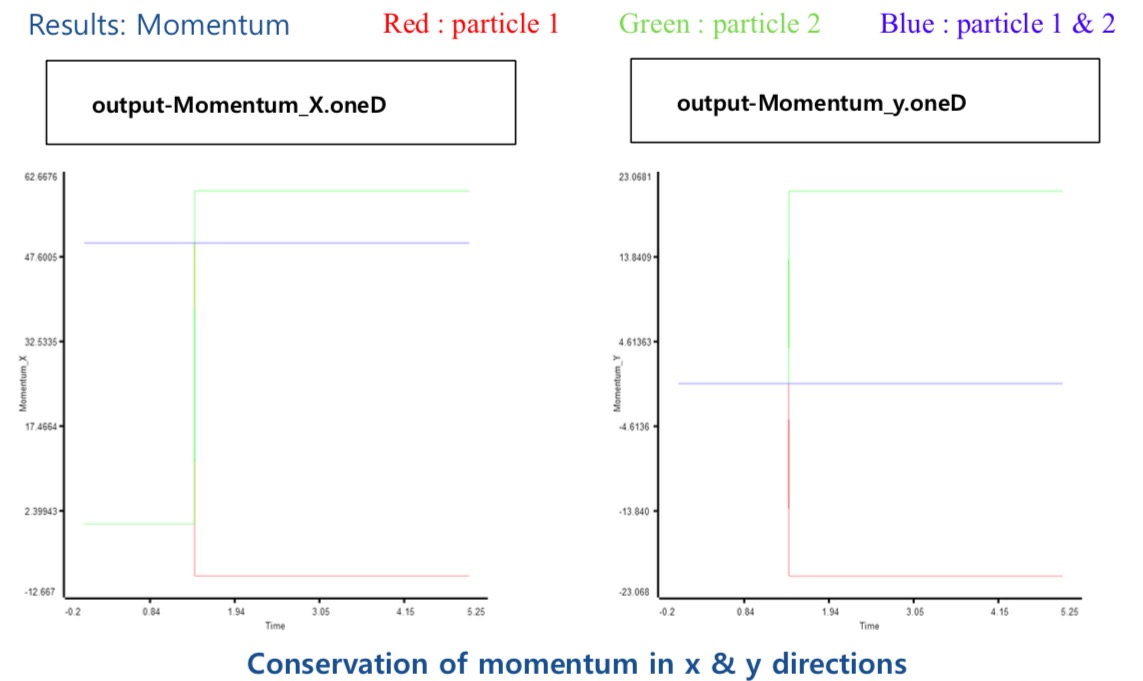 Results: Momentum
Red : particle 1
Green : particle 2
Blue : particle 1 & 2
output-Momentum_X.oneD
output-Momentum_y.oneD
62.6676
47.6005
32.5335
17.4664
2.39943
-12.667
Momentum_X
-0.2
0.84
1.94
3.05
4.15
5.25
Time
23.0681
13.8409
4.61363
-4.6136
-13.840
-23.068
Momentum_Y
-0.2
0.84
1.94
3.05
4.15
5.25
Time
Conservation of momentum in x & y directions